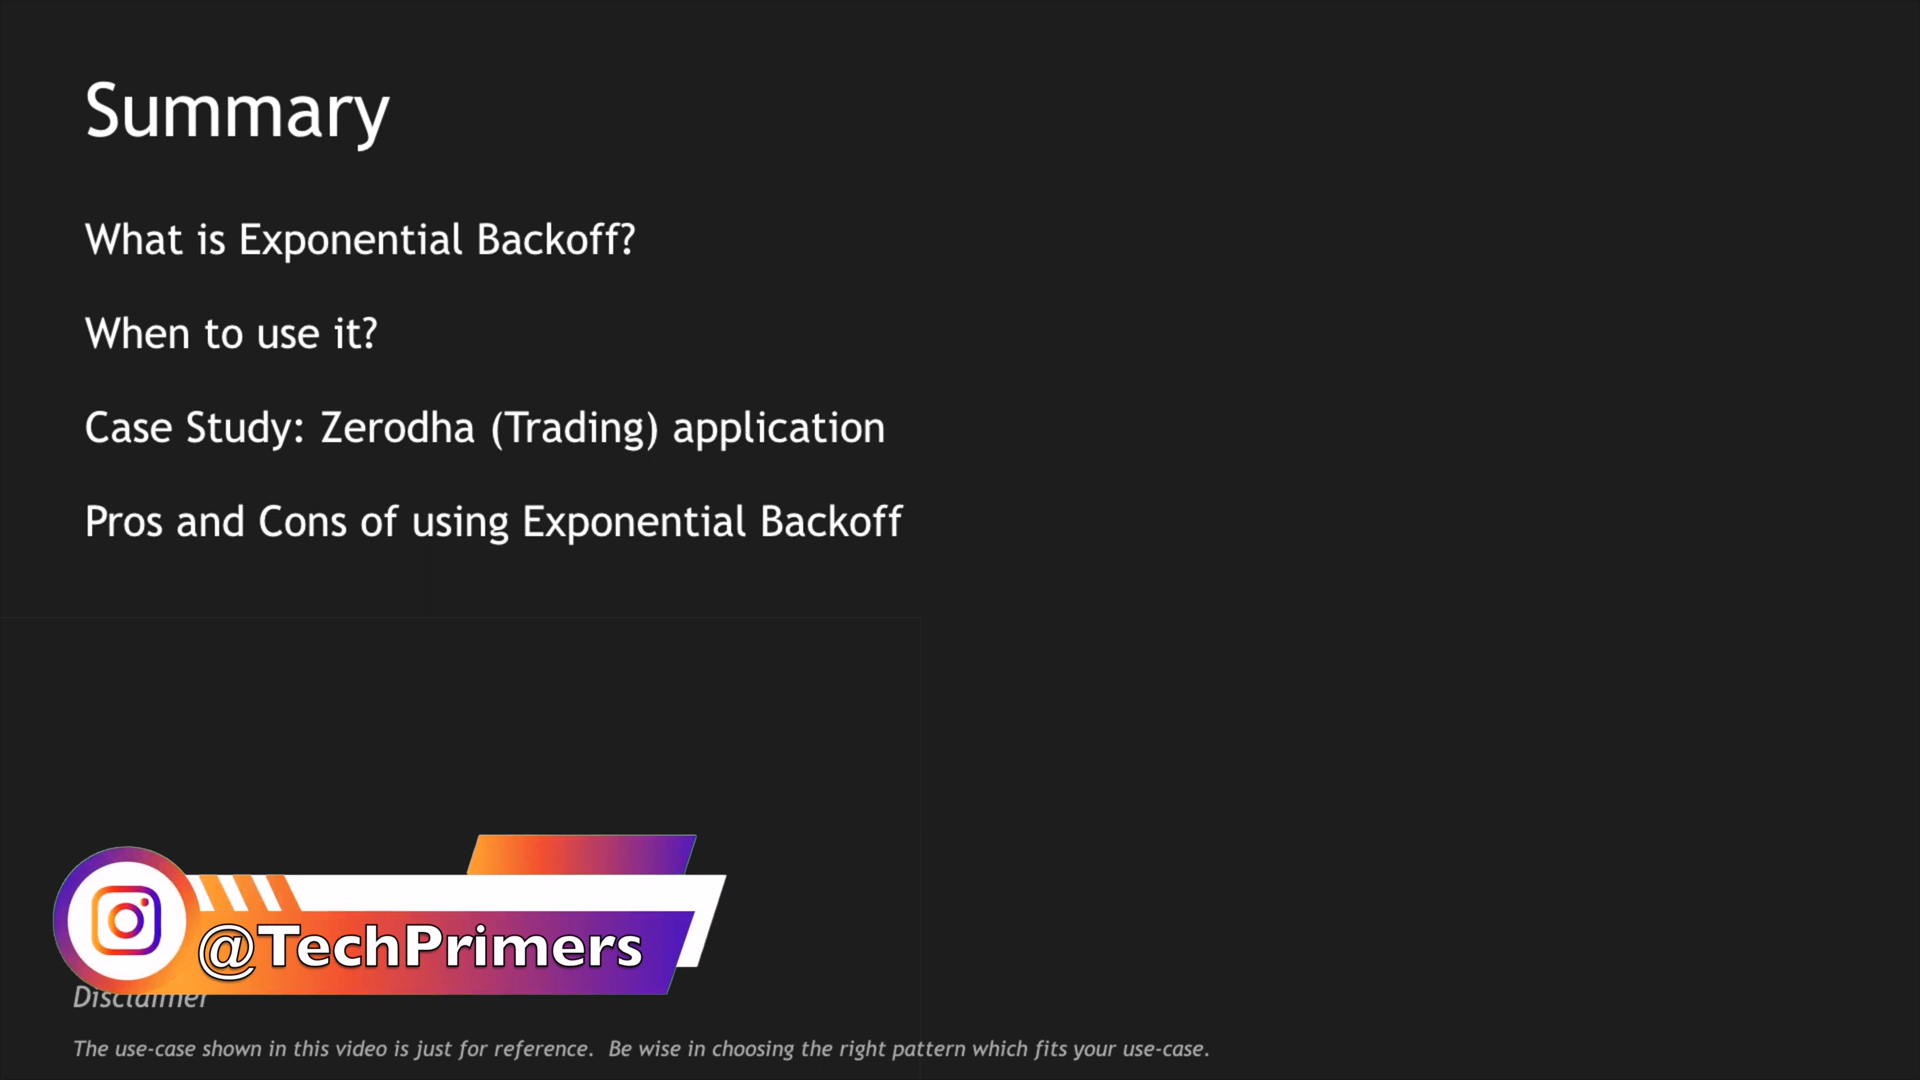 Summary
What is Exponential Backoff?
When to use it?
Case Study: Zerodha (Trading) application
Pros and Cons of using Exponential Backoff
@TechPrimers
Disclaimer
The use-case shown in this video is just for reference.  Be wise in choosing the right pattern which fits your use-case.